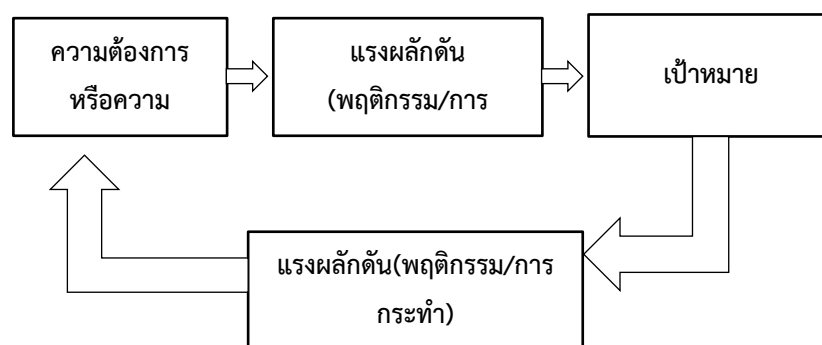 ความต้องการ
หรือความ
แรงผลักดัน
(พฤติกรรม/การ
เป้าหมาย
แรงผลักดัน(พฤติกรรม/การ
กระทำ)